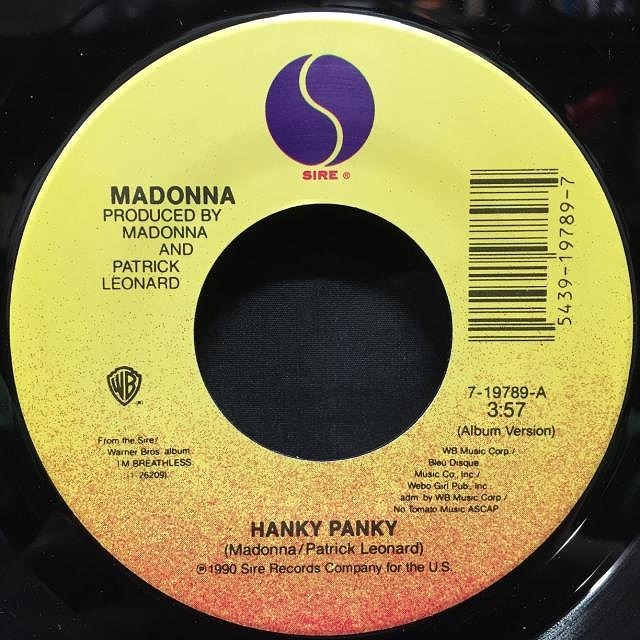 SIRE ®
MADONNA
PRODUCED BY
MADONNA
AND
PATRICK
LEONARD
5439-19789-7
WB
7-19789-A
3:57
(Album Version)
From the Sire/
Warner Bros. album
I'M BREATHLESS
(1-26209)
WB Music Corp./
Bleu Disque
Music Co., Inc./
Webo Girl Pub., Inc.
adm. by WB Music Corp./
No Tomato Music ASCAP
HANKY PANKY
(Madonna/Patrick Leonard)
℗1990 Sire Records Company for the U.S.